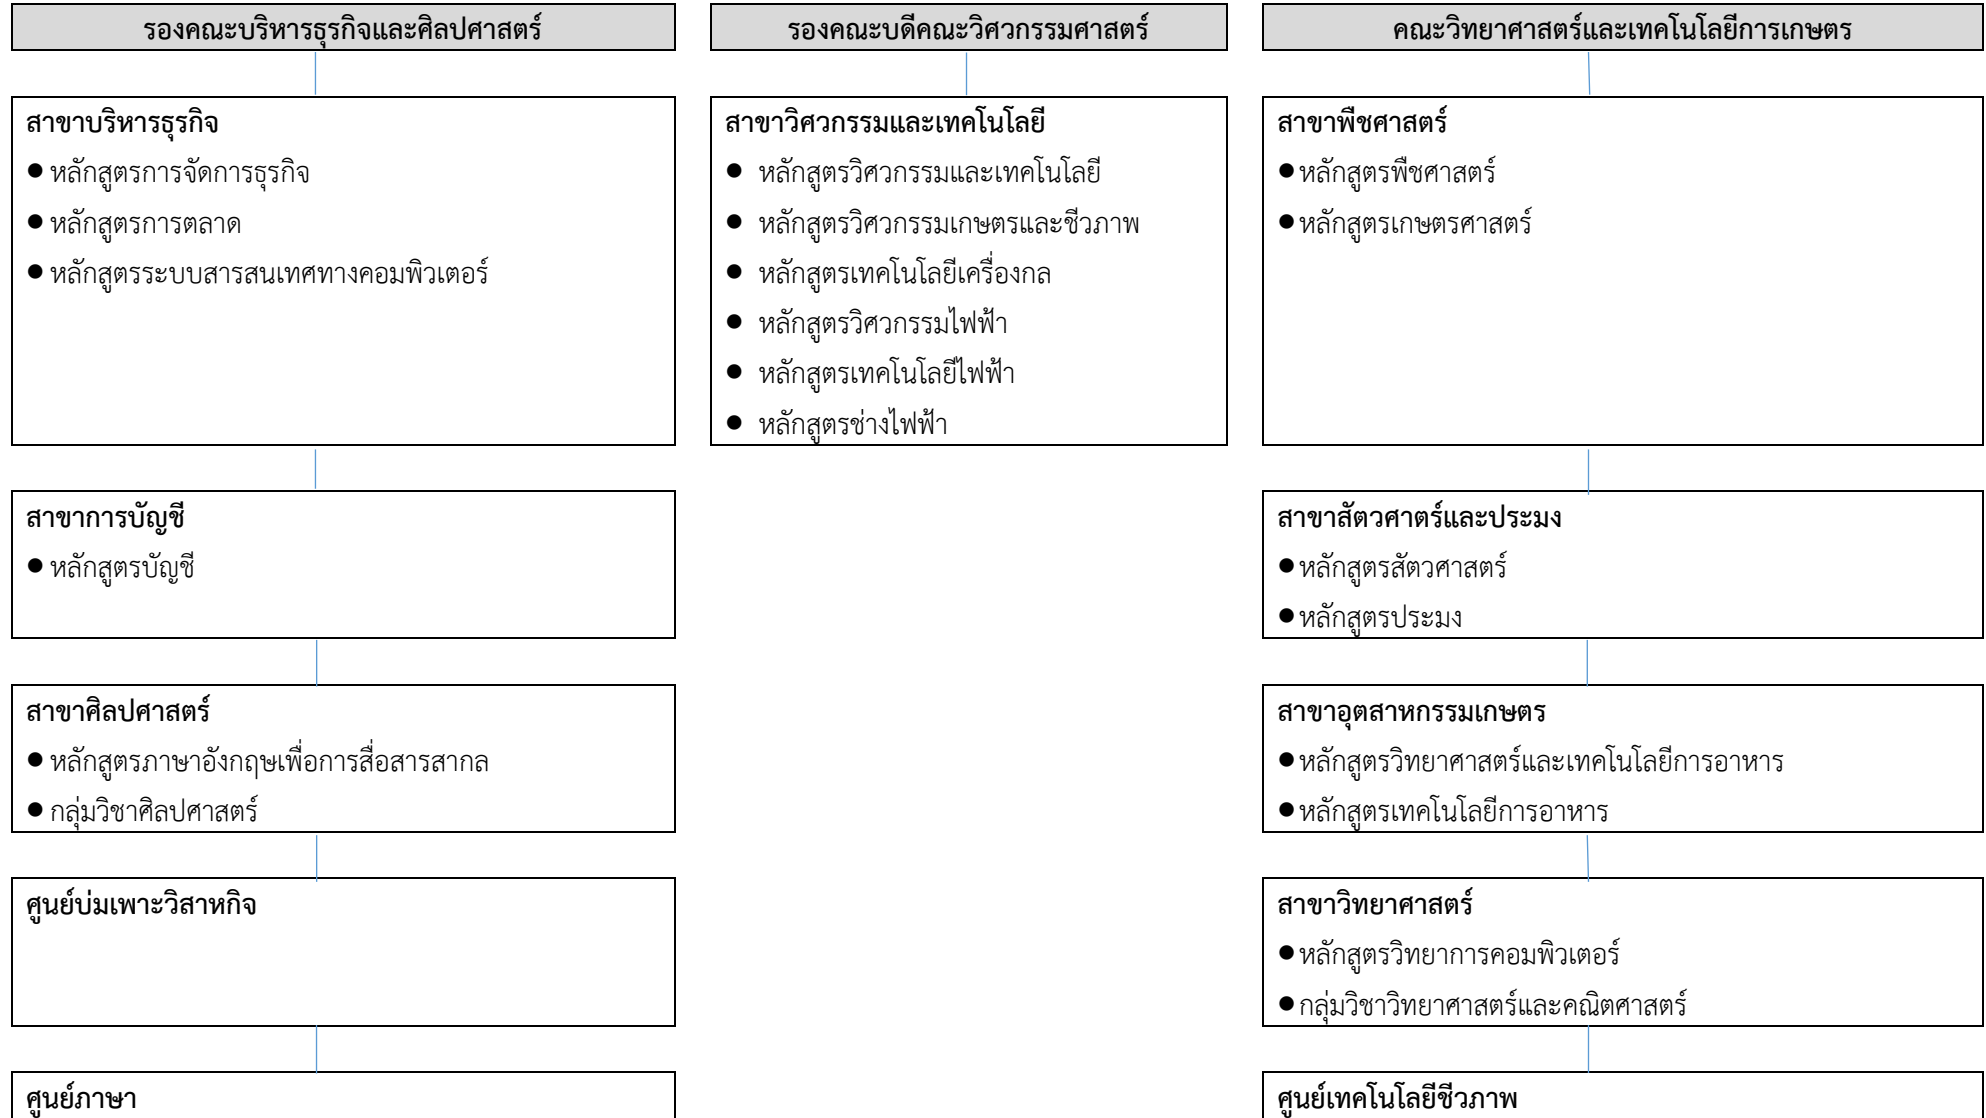 รองคณะบริหารธุรกิจและศิลปศาสตร์
สาขาบริหารธุรกิจ
● หลักสูตรการจัดการธุรกิจ
● หลักสูตรการตลาด
● หลักสูตรระบบสารสนเทศทางคอมพิวเตอร์
สาขาการบัญชี
● หลักสูตรบัญชี
สาขาศิลปศาสตร์
● หลักสูตรภาษาอังกฤษเพื่อการสื่อสารสากล
● กลุ่มวิชาศิลปศาสตร์
ศูนย์บ่มเพาะวิสาหกิจ
ศูนย์ภาษา
รองคณะบดีคณะวิศวกรรมศาสตร์
สาขาวิศวกรรมและเทคโนโลยี
● หลักสูตรวิศวกรรมและเทคโนโลยี
● หลักสูตรวิศวกรรมเกษตรและชีวภาพ
● หลักสูตรเทคโนโลยีเครื่องกล
● หลักสูตรวิศวกรรมไฟฟ้า
● หลักสูตรเทคโนโลยีไฟฟ้า
● หลักสูตรช่างไฟฟ้า
คณะวิทยาศาสตร์และเทคโนโลยีการเกษตร
สาขาพืชศาสตร์
● หลักสูตรพืชศาสตร์
● หลักสูตรเกษตรศาสตร์
สาขาสัตวศาตร์และประมง
● หลักสูตรสัตวศาสตร์
● หลักสูตรประมง
สาขาอุตสาหกรรมเกษตร
● หลักสูตรวิทยาศาสตร์และเทคโนโลยีการอาหาร
● หลักสูตรเทคโนโลยีการอาหาร
สาขาวิทยาศาสตร์
● หลักสูตรวิทยาการคอมพิวเตอร์
● กลุ่มวิชาวิทยาศาสตร์และคณิตศาสตร์
ศูนย์เทคโนโลยีชีวภาพ